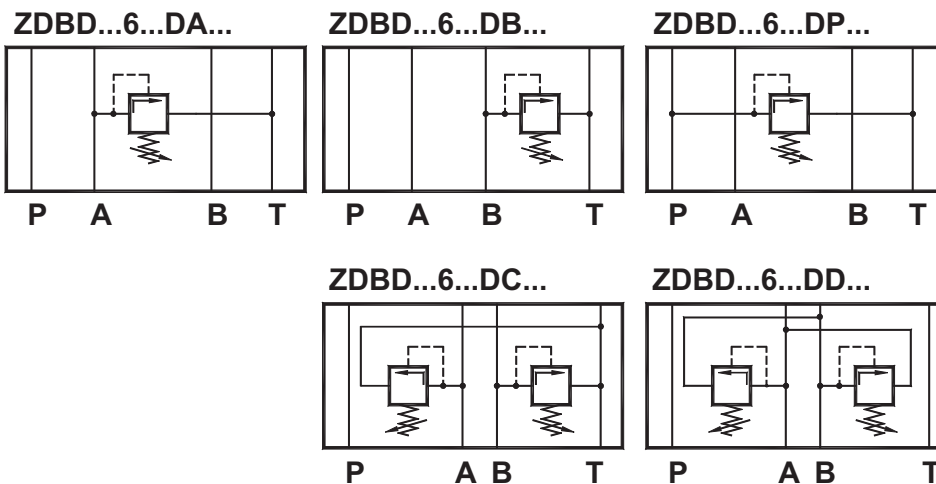 ZDBD...6...DA... ZDBD...6...DB... ZDBD...6...DP...
P A B T P A B T P A B T
ZDBD...6...DC... ZDBD...6...DD...
P A B T P A B T